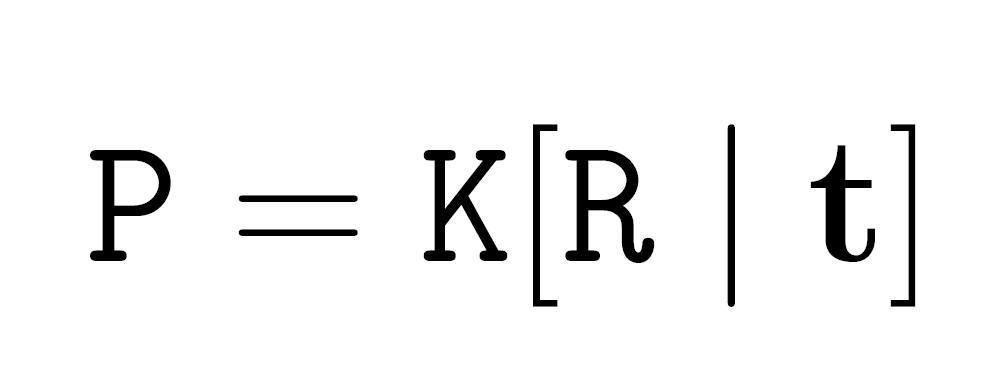 P = K[R | t]